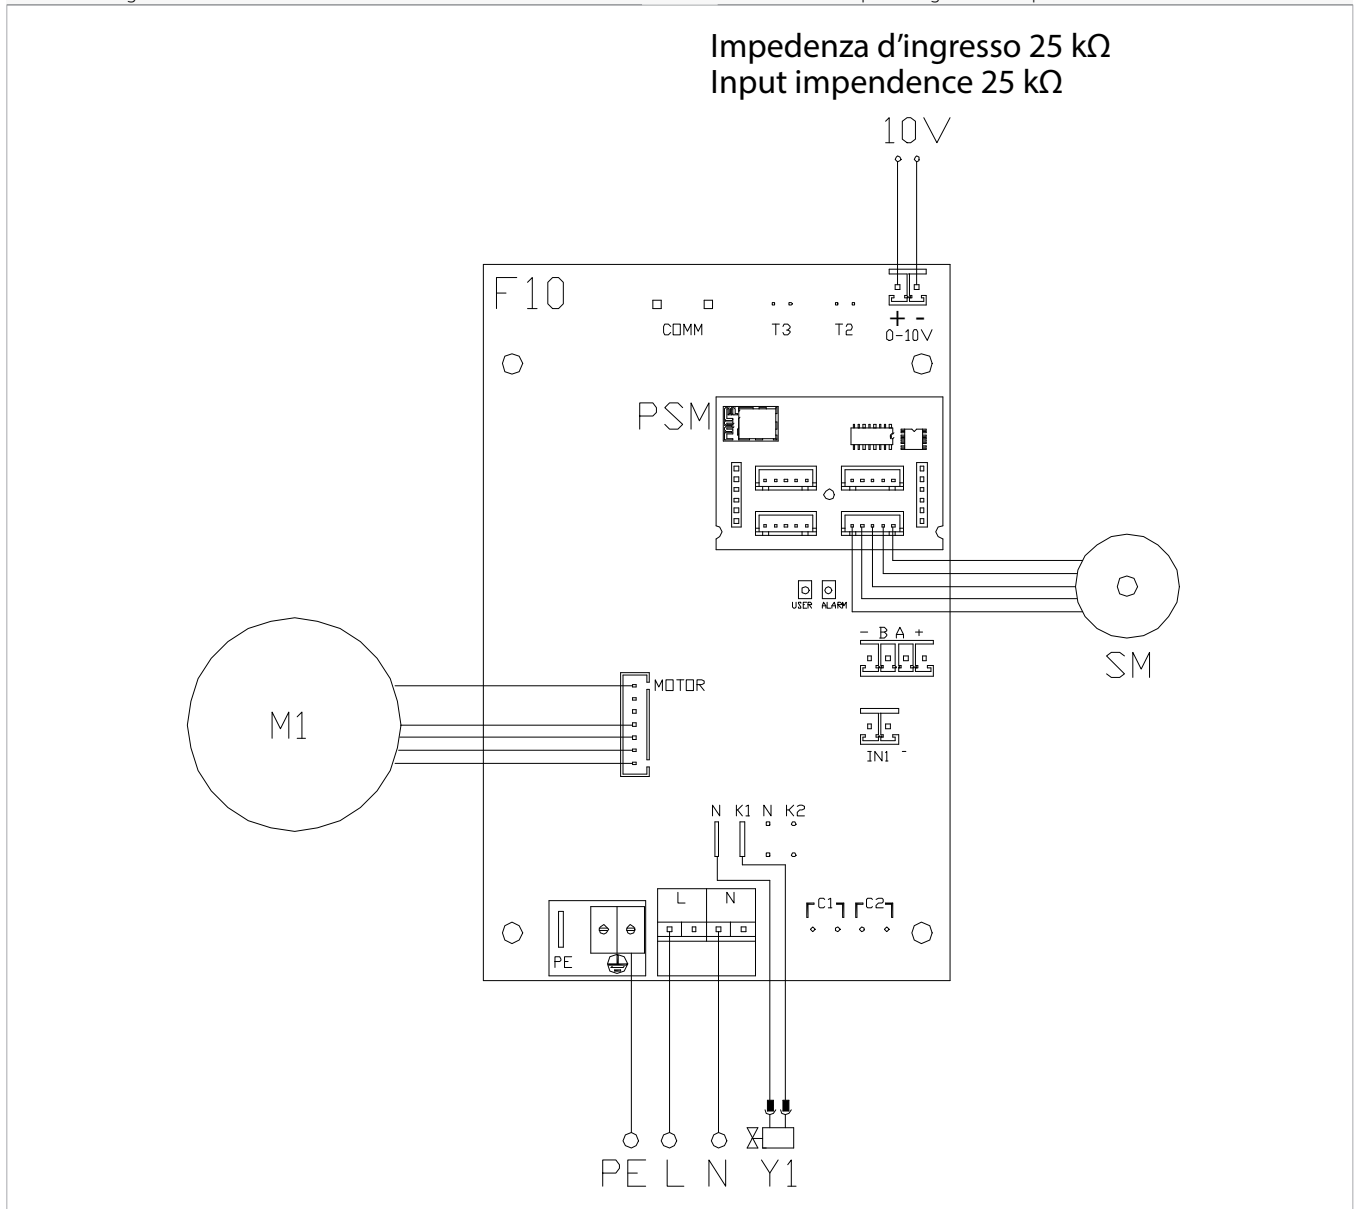 Impedenza d'ingresso 25 kΩ
Input impendence 25 kΩ
10V
F10
COMM
T3
T2
+ -
0-10V
PSM
USER
ALARM
- B A +
SM
MOTOR
M1
IN1 -
N K1 N K2
L
N
C1
C2
PE
PE L N Y1